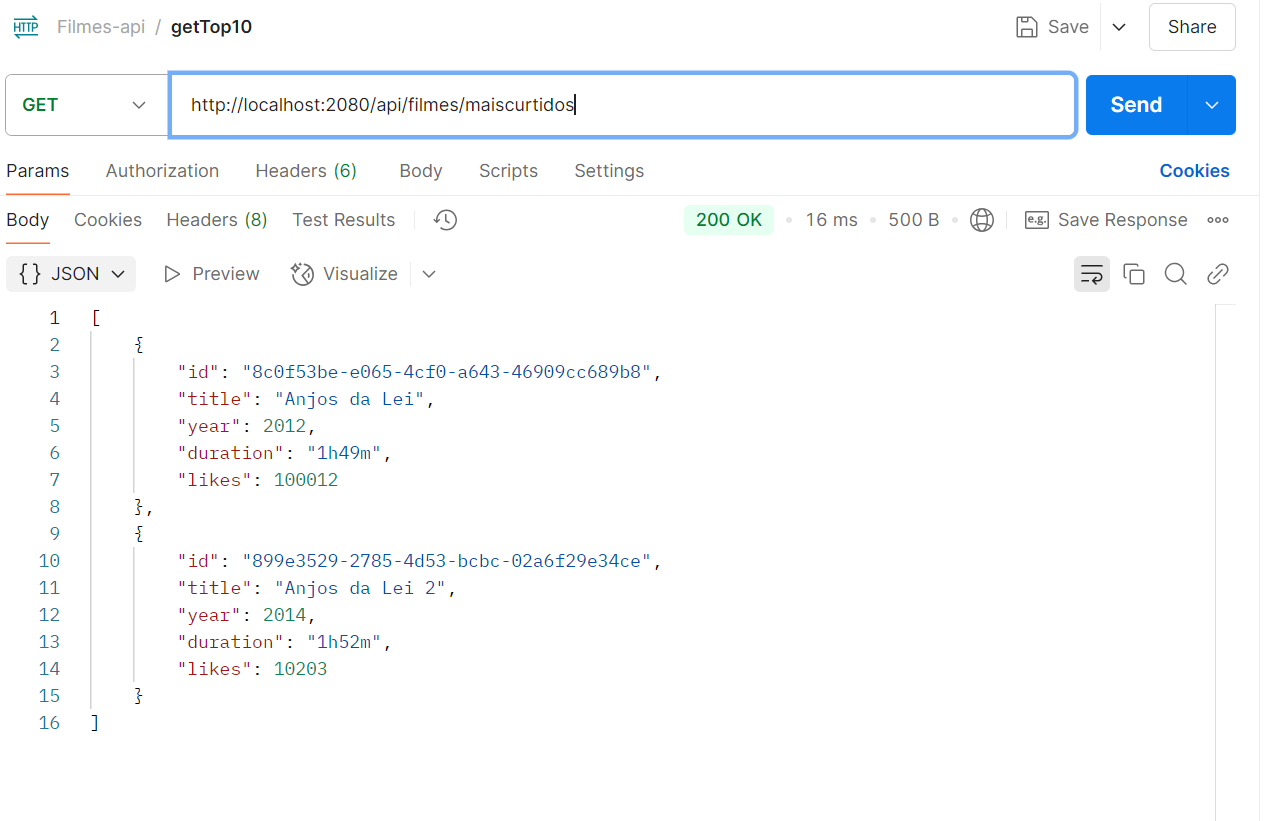 HTTP Filmes-api / getTop10 Save Share
GET http://localhost:2080/api/filmes/maiscurtidos Send
Params Authorization Headers (6) Body Scripts Settings Cookies
Body Cookies Headers (8) Test Results 200 OK • 16 ms • 500 B • e.g. Save Response
{} JSON Preview Visualize
1 [
2 {
3 "id": "8c0f53be-e065-4cf0-a643-46909cc689b8",
4 "title": "Anjos da Lei",
5 "year": 2012,
6 "duration": "1h49m",
7 "likes": 100012
8 },
9 {
10 "id": "899e3529-2785-4d53-bcbc-02a6f29e34ce",
11 "title": "Anjos da Lei 2",
12 "year": 2014,
13 "duration": "1h52m",
14 "likes": 10203
15 }
16 ]